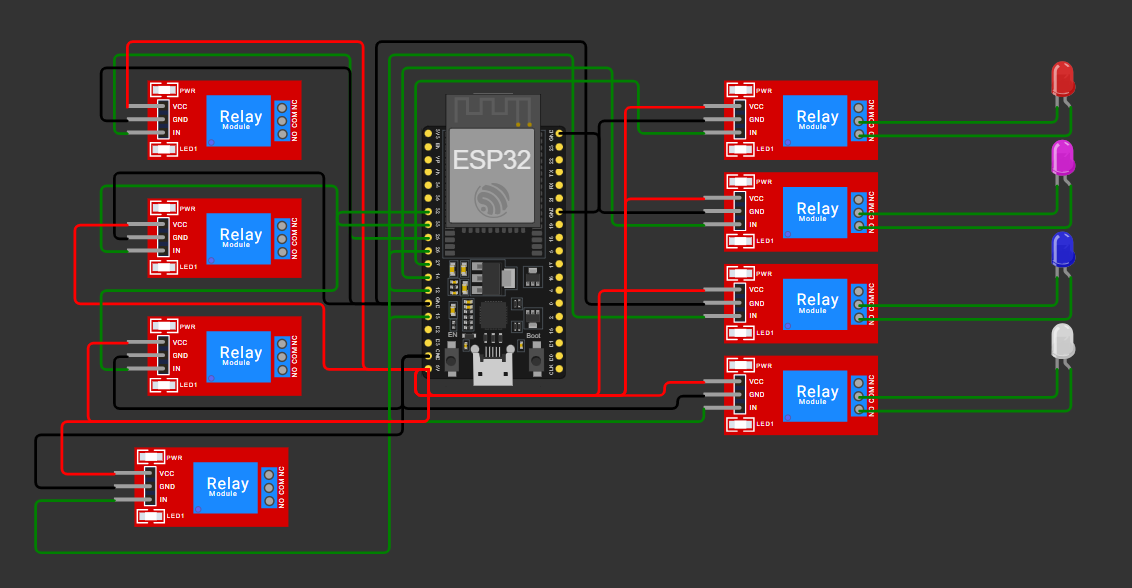 PWR
VCC
GND
IN
LED1
Relay
Module
NO COM NC
PWR
VCC
GND
IN
LED1
Relay
Module
NO COM NC
PWR
VCC
GND
IN
LED1
Relay
Module
NO COM NC
PWR
VCC
GND
IN
LED1
Relay
Module
NO COM NC
ESP32
EN
Boot
PWR
VCC
GND
IN
LED1
Relay
Module
NO COM NC
PWR
VCC
GND
IN
LED1
Relay
Module
NO COM NC
PWR
VCC
GND
IN
LED1
Relay
Module
NO COM NC
PWR
VCC
GND
IN
LED1
Relay
Module
NO COM NC